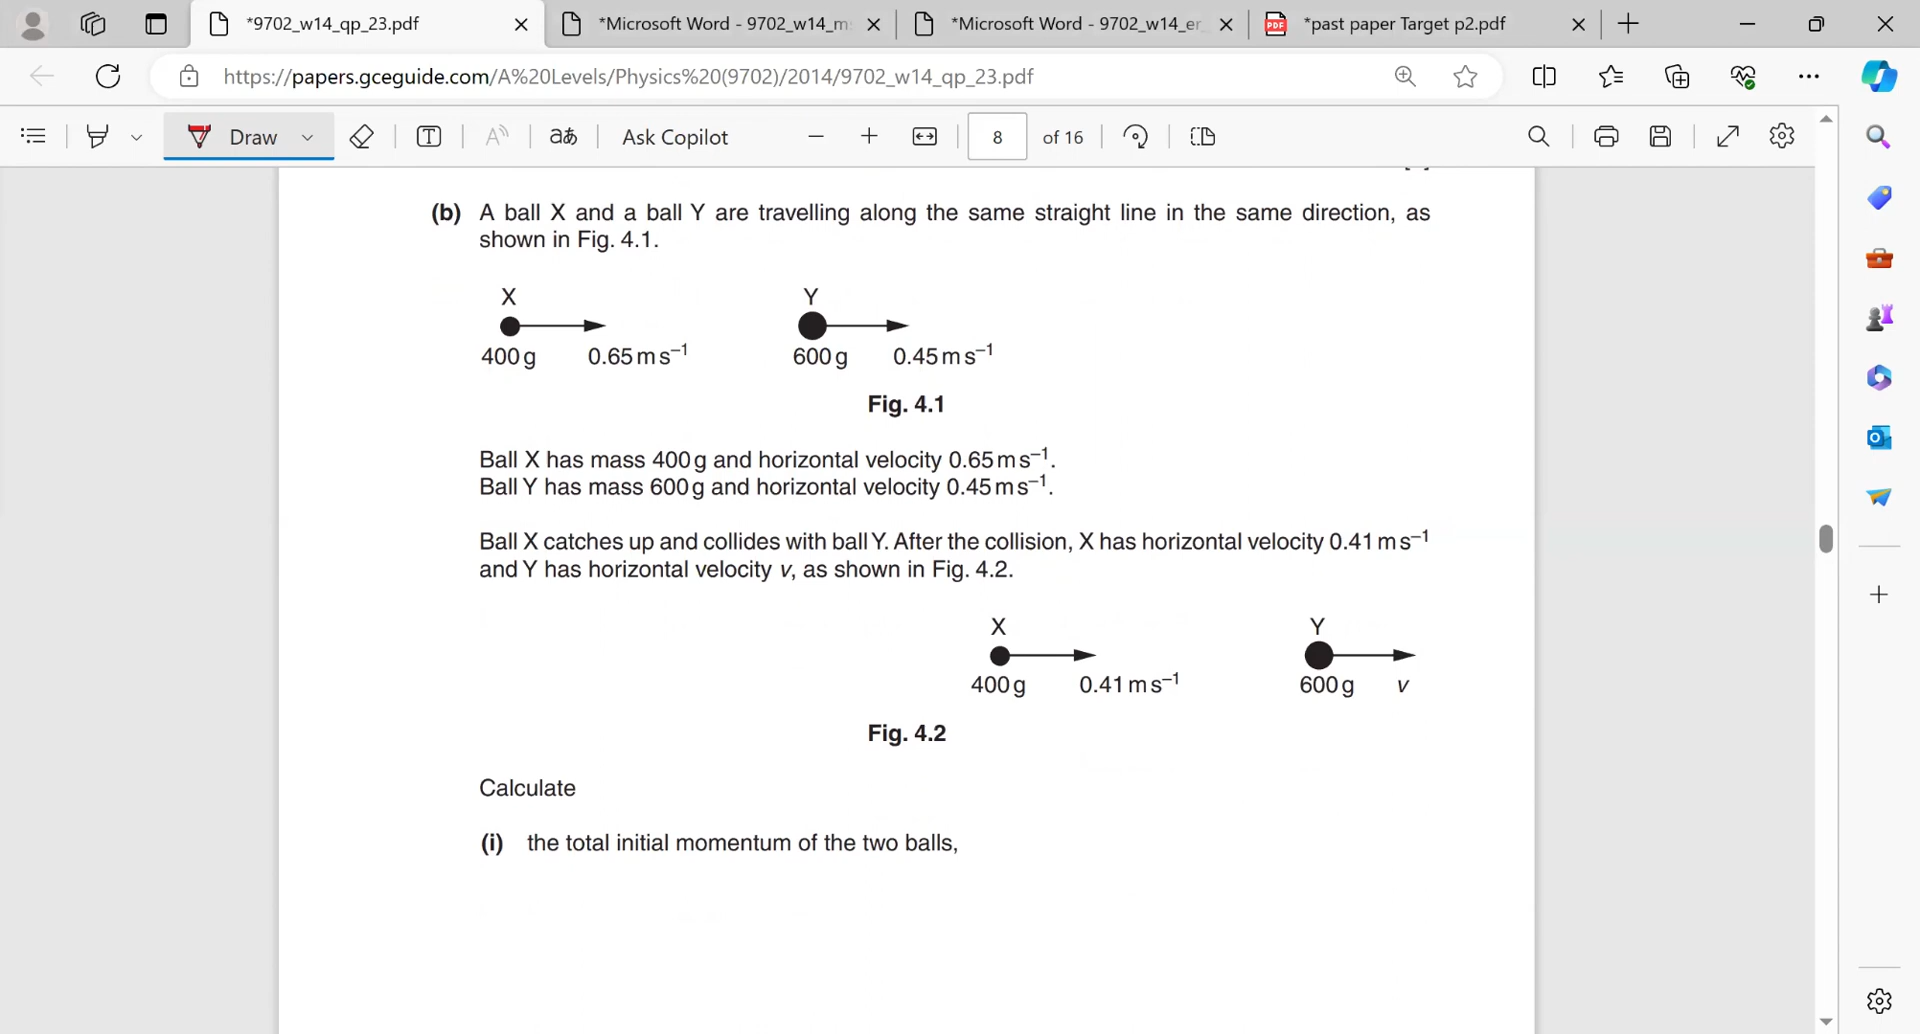 *9702_w14_qp_23.pdf
*Microsoft Word - 9702_w14_m
*Microsoft Word - 9702_w14_er
*past paper Target p2.pdf
https://papers.gceguide.com/A%20Levels/Physics%20(9702)/2014/9702_w14_qp_23.pdf
Draw
Ask Copilot
8 of 16
(b) A ball X and a ball Y are travelling along the same straight line in the same direction, as
shown in Fig. 4.1.
X Y
400 g 0.65 m s⁻¹ 600 g 0.45 m s⁻¹
Fig. 4.1
Ball X has mass 400 g and horizontal velocity 0.65 m s⁻¹.
Ball Y has mass 600 g and horizontal velocity 0.45 m s⁻¹.
Ball X catches up and collides with ball Y. After the collision, X has horizontal velocity 0.41 m s⁻¹
and Y has horizontal velocity v, as shown in Fig. 4.2.
X Y
400 g 0.41 m s⁻¹ 600 g v
Fig. 4.2
Calculate
(i) the total initial momentum of the two balls,